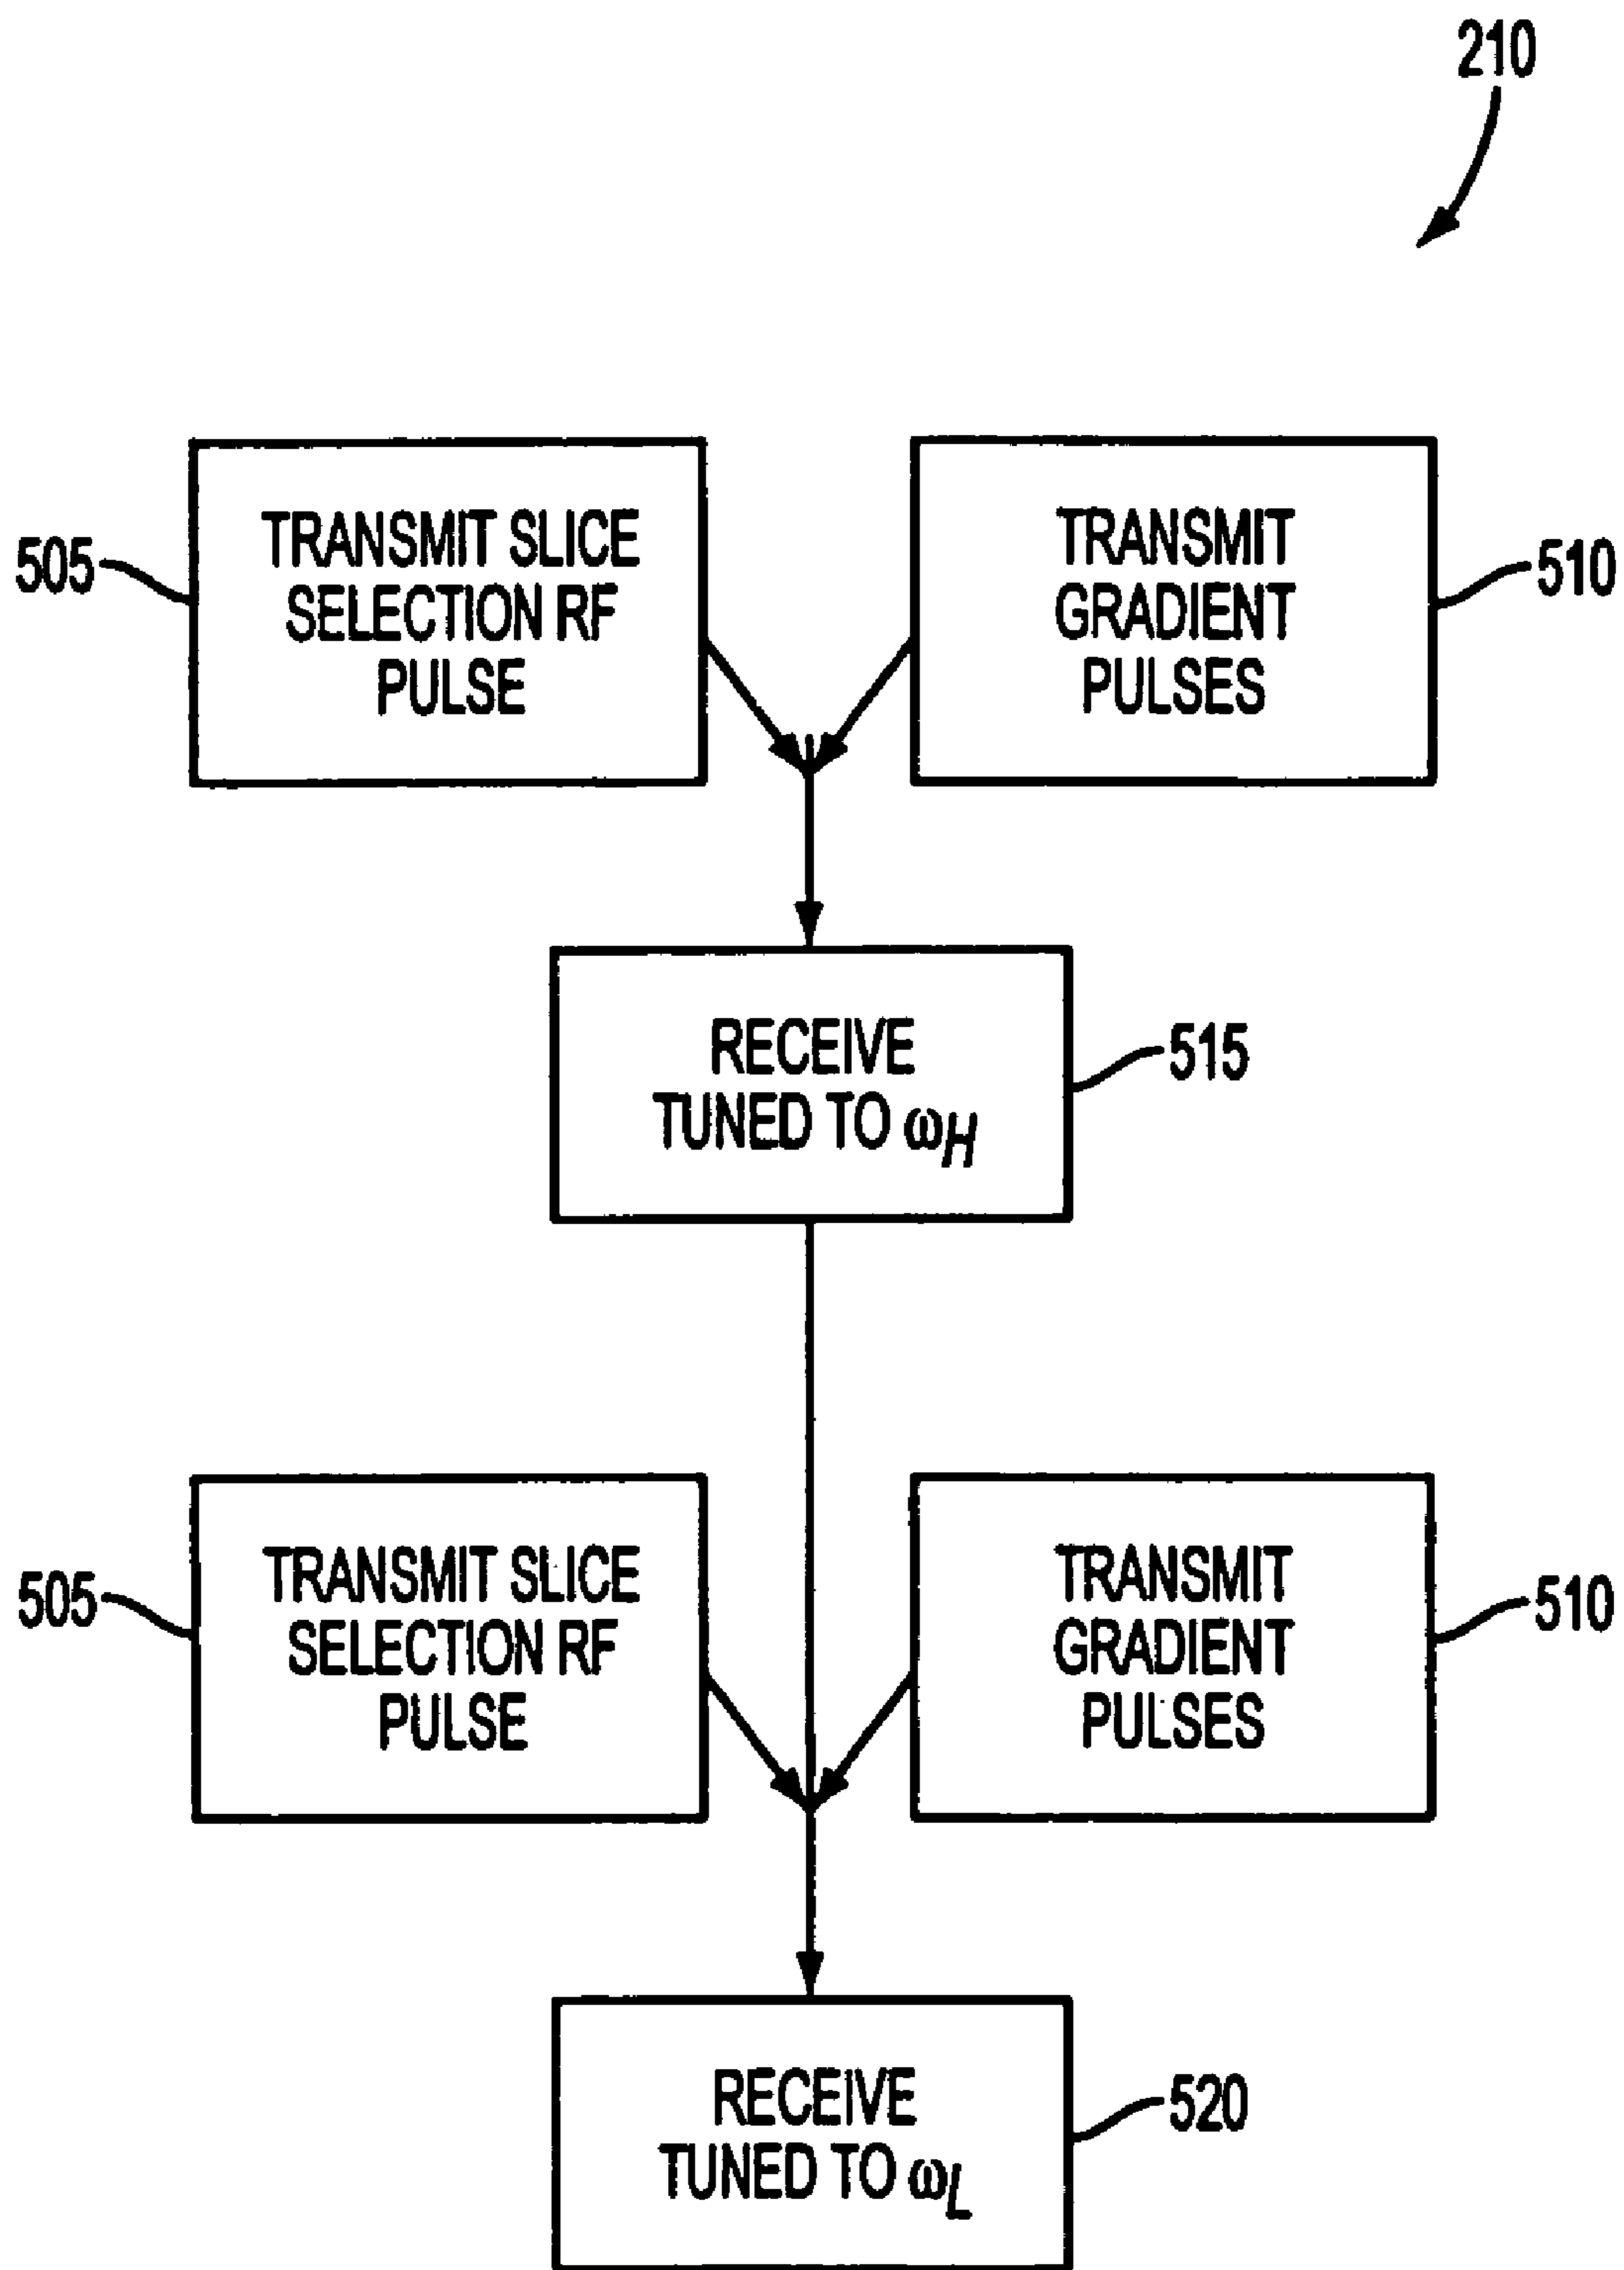 210
505
TRANSMIT SLICE
SELECTION RF
PULSE
TRANSMIT
GRADIENT
PULSES
510
RECEIVE
TUNED TO ωH
515
505
TRANSMIT SLICE
SELECTION RF
PULSE
TRANSMIT
GRADIENT
PULSES
510
RECEIVE
TUNED TO ωL
520